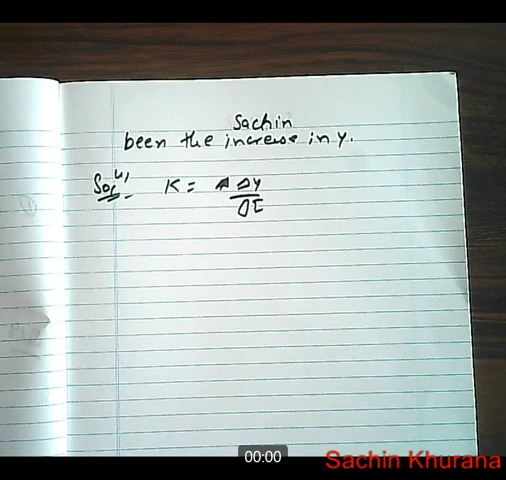 Sachin
been the increase in y.
Sol^n K = ΔY
ΔI
00:00
Sachin Khurana